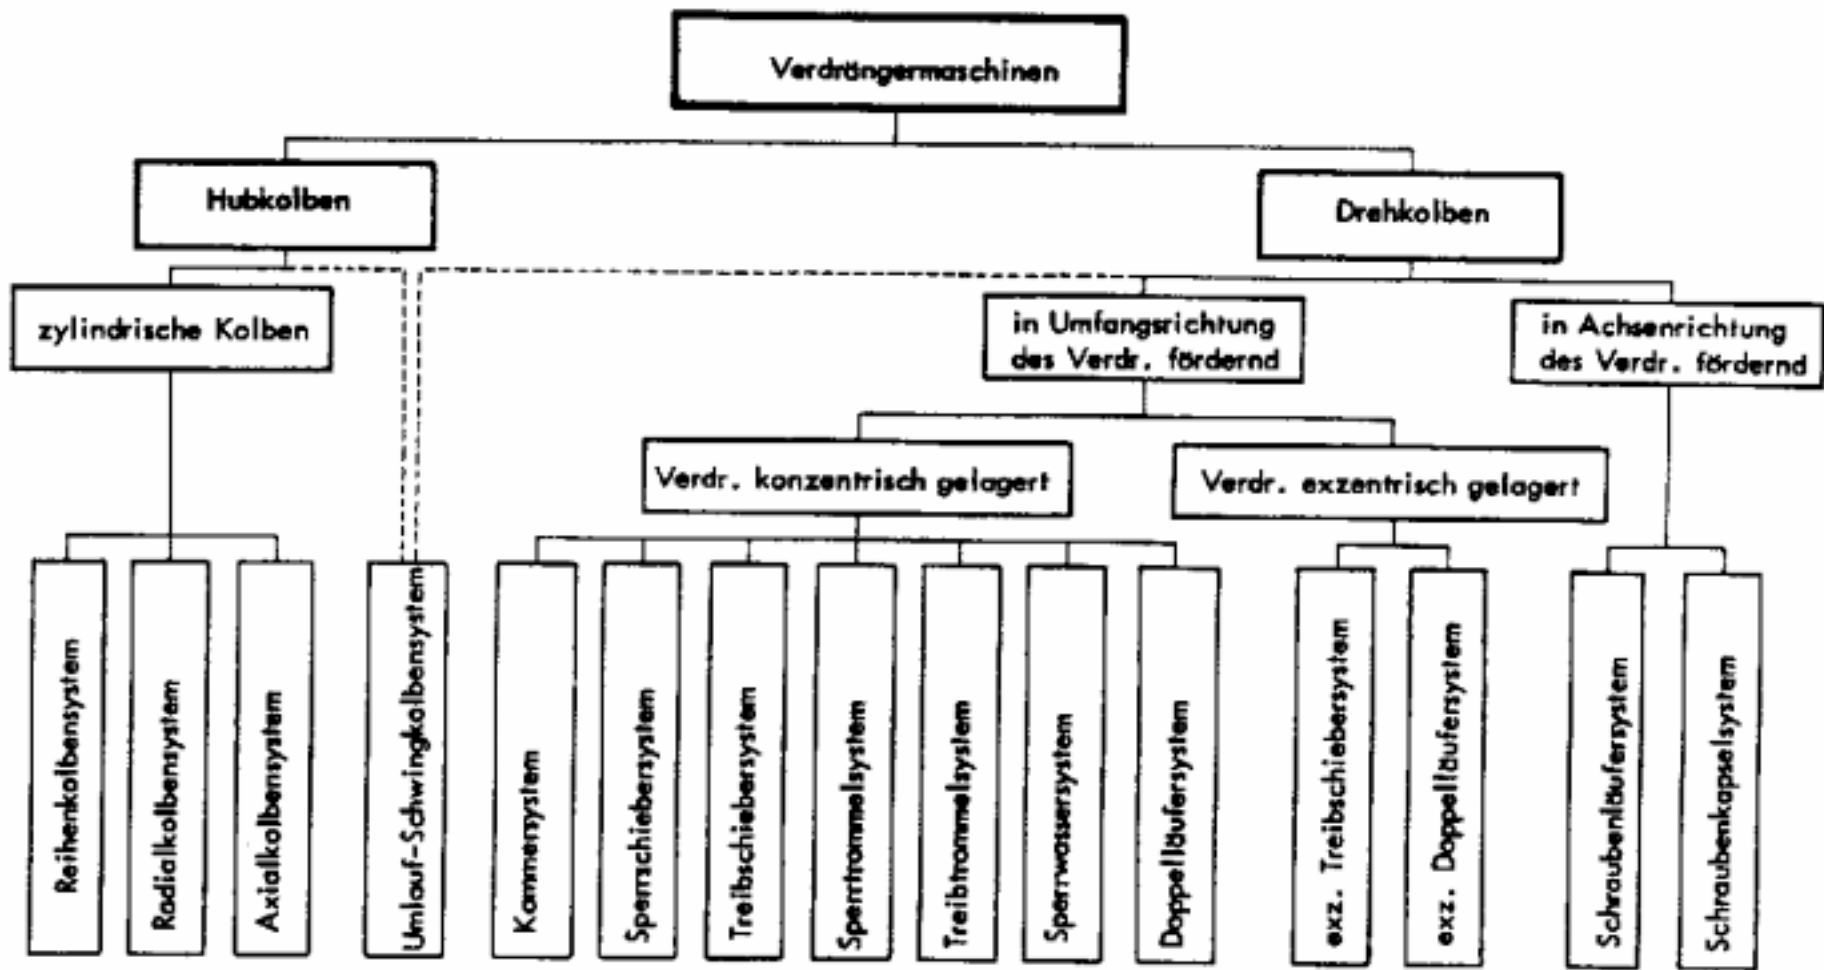 Verdrängermaschinen
Hubkolben
Drehkolben
zylindrische Kolben
in Umfangsrichtung
des Verdr. fördernd
in Achsenrichtung
des Verdr. fördernd
Verdr. konzentrisch gelagert
Verdr. exzentrisch gelagert
Reihenkolbensystem
Radialkolbensystem
Axialkolbensystem
Umlauf-Schwingkolbensystem
Kammersystem
Sperrschiebersystem
Treibschiebersystem
Sperrtrommelsystem
Treibtrommelsystem
Sperrwassersystem
Doppelläufersystem
exz. Treibschiebersystem
exz. Doppelläufersystem
Schraubenläufersystem
Schraubenkapselsystem